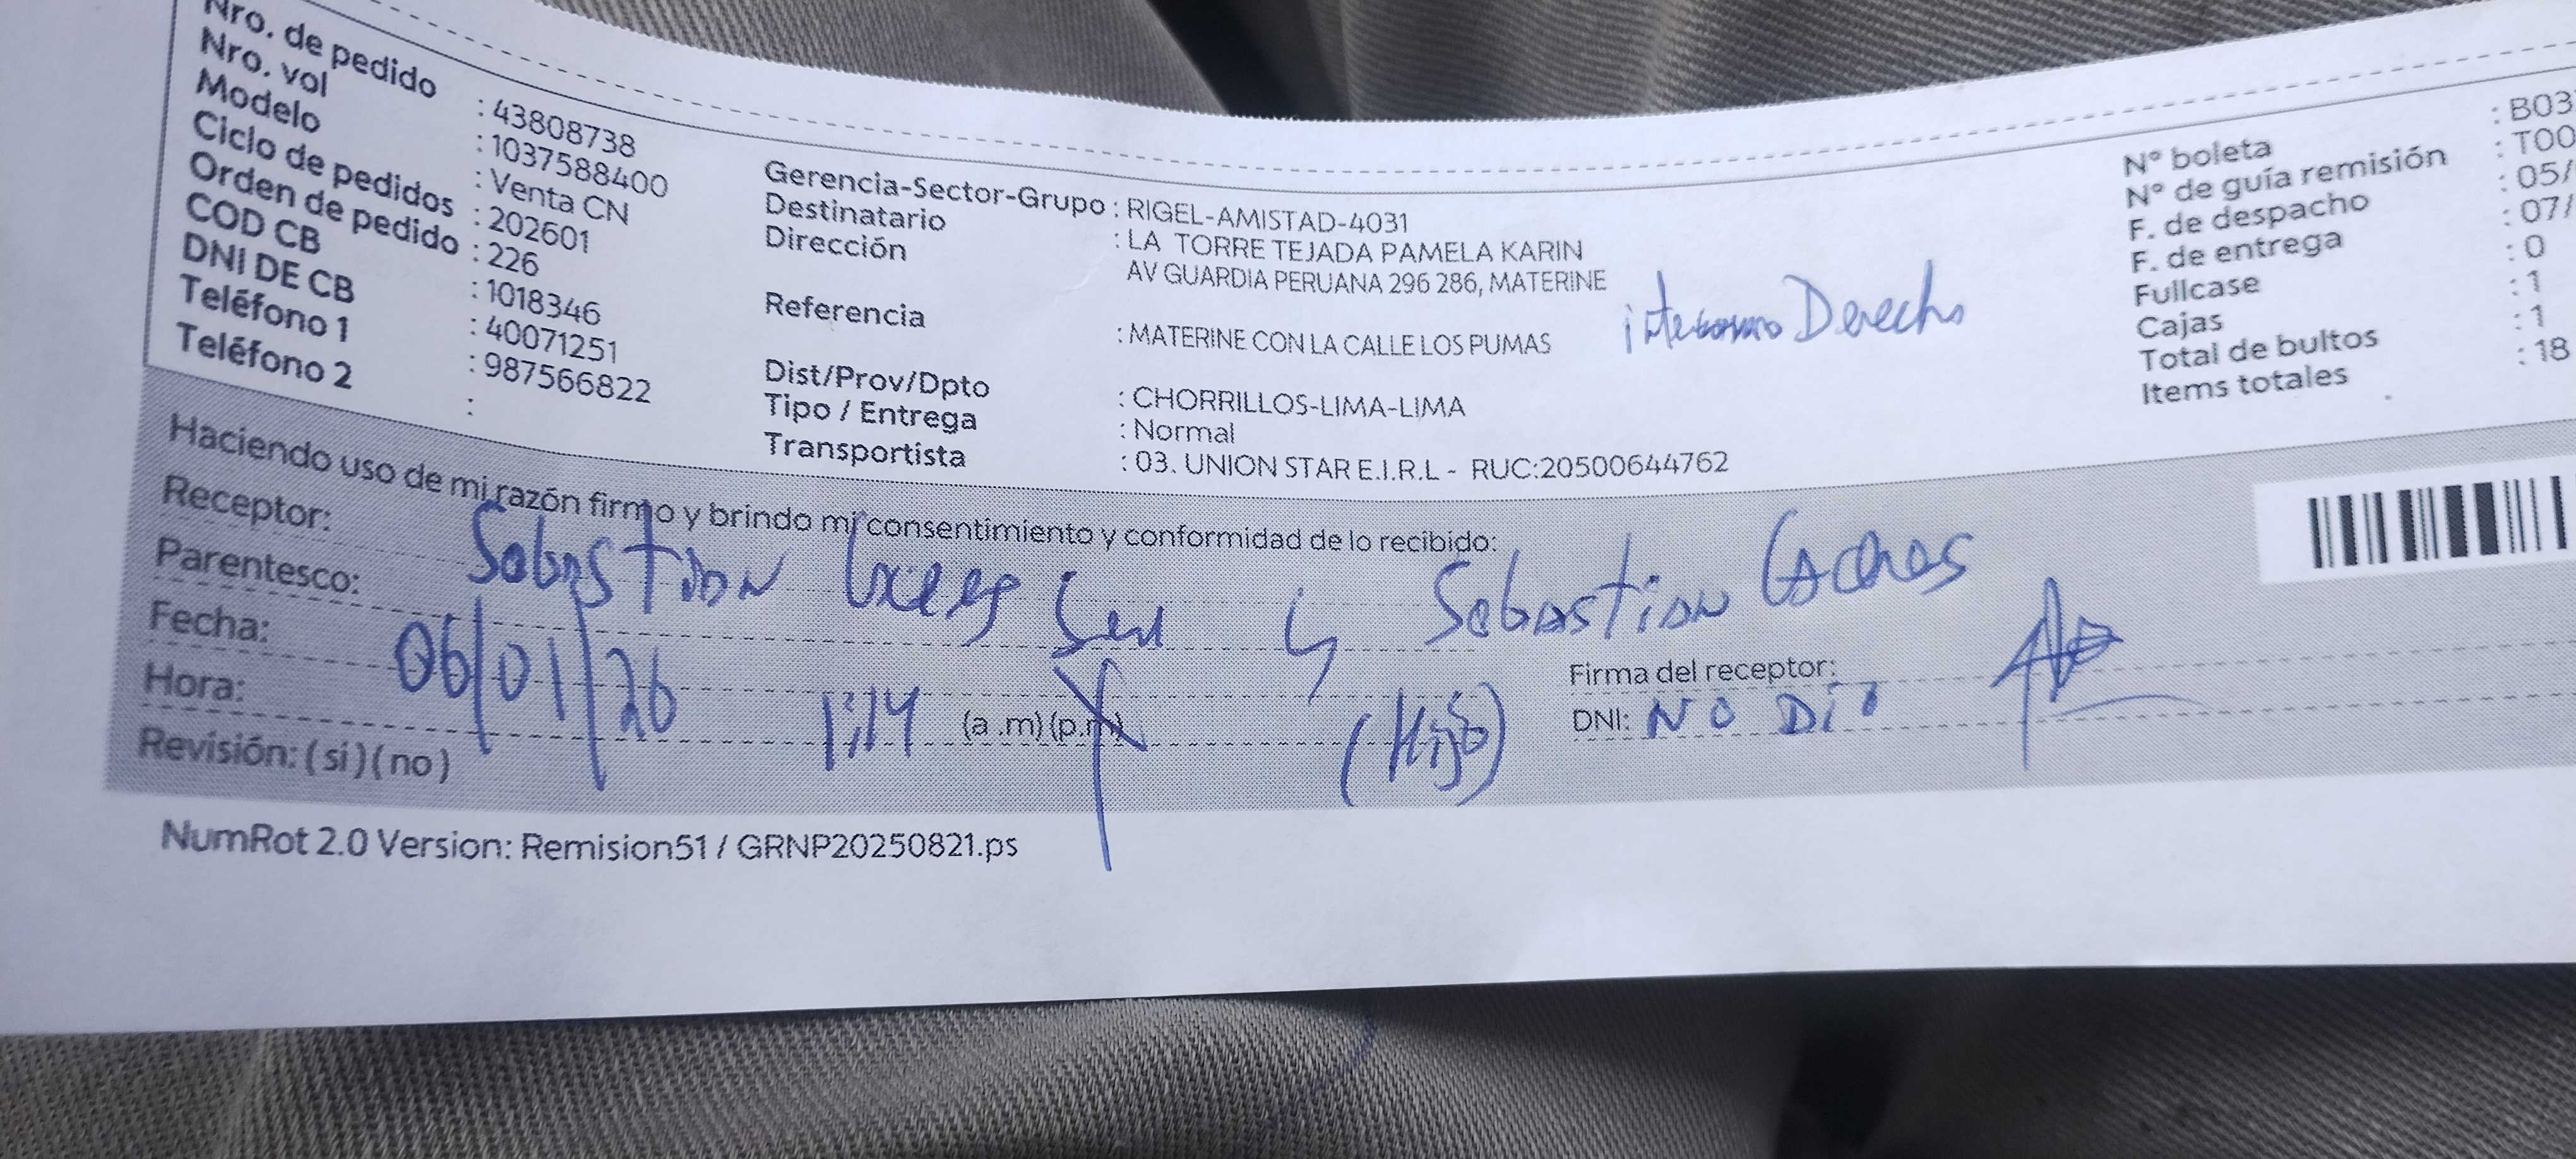 Nro. de pedido : 43808738
Nro. vol : 1037588400
Modelo : Venta CN
Ciclo de pedidos : 202601
Orden de pedido : 226
COD CB : 1018346
DNI DE CB : 40071251
Teléfono 1 : 987566822
Teléfono 2 :
Gerencia-Sector-Grupo : RIGEL-AMISTAD-4031
Destinatario : LA TORRE TEJADA PAMELA KARIN
Dirección AV GUARDIA PERUANA 296 286, MATERINE
Referencia : MATERINE CON LA CALLE LOS PUMAS
Derecho
Dist/Prov/Dpto : CHORRILLOS-LIMA-LIMA
Tipo / Entrega : Normal
Transportista : 03. UNION STAR E.I.R.L - RUC:20500644762
N° boleta : B03
N° de guía remisión : T00
F. de despacho : 05/
F. de entrega : 07/
Fullcase : 0
Cajas : 1
Total de bultos : 1
Items totales : 18
Haciendo uso de mi razón firmo y brindo mi consentimiento y conformidad de lo recibido:
Receptor: Sebastian
Sebastian
Parentesco:
(Hijo)
Fecha: 06/01/26
Hora: 1:14 (a .m)(p.m)
Revisión: ( si ) ( no )
Firma del receptor:
DNI: NO DIO
NumRot 2.0 Version: Remision51 / GRNP20250821.ps